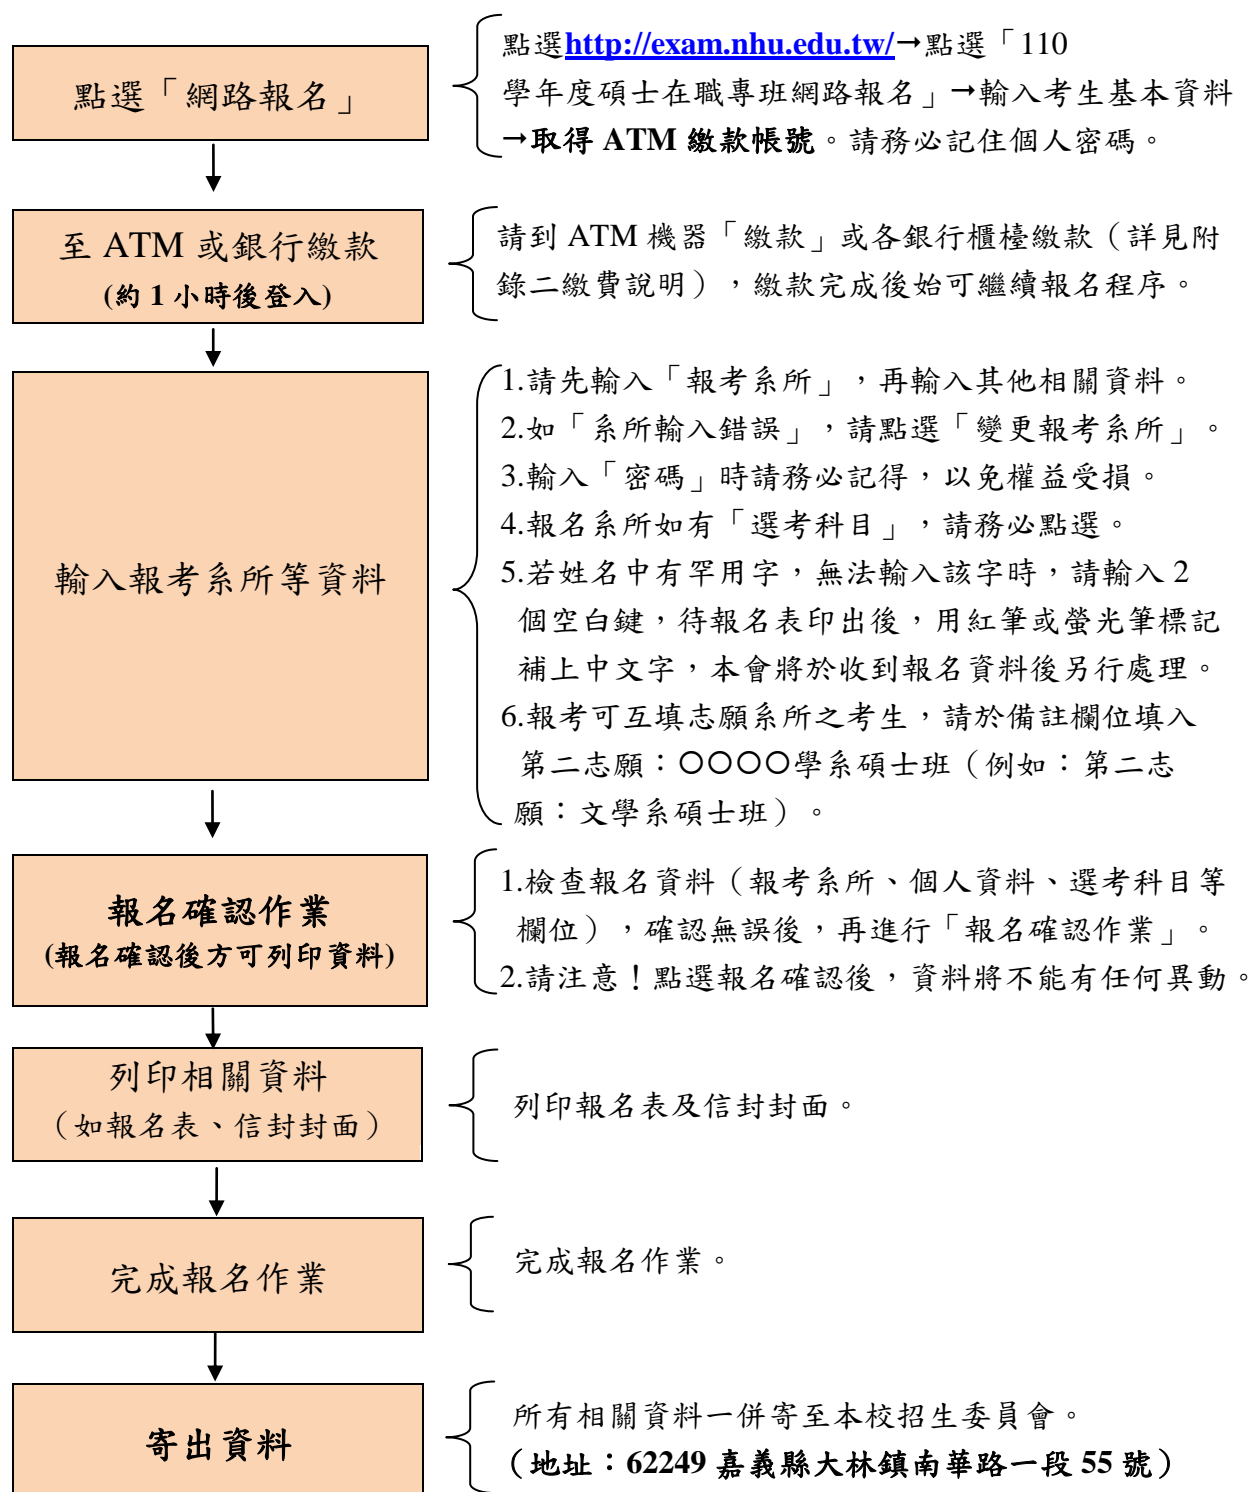 點選「網路報名」
點選http://exam.nhu.edu.tw/→點選「110
學年度碩士在職專班網路報名」→輸入考生基本資料
→取得 ATM 繳款帳號。請務必記住個人密碼。
至 ATM 或銀行繳款
(約 1 小時後登入)
請到 ATM 機器「繳款」或各銀行櫃檯繳款（詳見附
錄二繳費說明），繳款完成後始可繼續報名程序。
輸入報考系所等資料
1.請先輸入「報考系所」，再輸入其他相關資料。
2.如「系所輸入錯誤」，請點選「變更報考系所」。
3.輸入「密碼」時請務必記得，以免權益受損。
4.報名系所如有「選考科目」，請務必點選。
5.若姓名中有罕用字，無法輸入該字時，請輸入 2
個空白鍵，待報名表印出後，用紅筆或螢光筆標記
補上中文字，本會將於收到報名資料後另行處理。
6.報考可互填志願系所之考生，請於備註欄位填入
第二志願：○○○○學系碩士班（例如：第二志
願：文學系碩士班）。
報名確認作業
(報名確認後方可列印資料)
1.檢查報名資料（報考系所、個人資料、選考科目等
欄位），確認無誤後，再進行「報名確認作業」。
2.請注意！點選報名確認後，資料將不能有任何異動。
列印相關資料
（如報名表、信封封面）
列印報名表及信封封面。
完成報名作業
完成報名作業。
寄出資料
所有相關資料一併寄至本校招生委員會。
（地址：62249 嘉義縣大林鎮南華路一段 55 號）